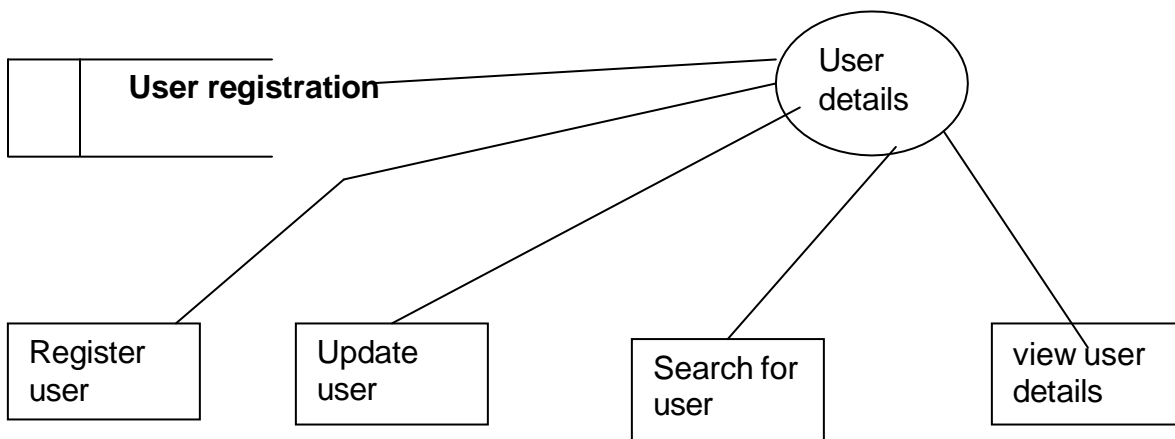 User registration
User
details
Register
user
Update
user
Search for
user
view user
details